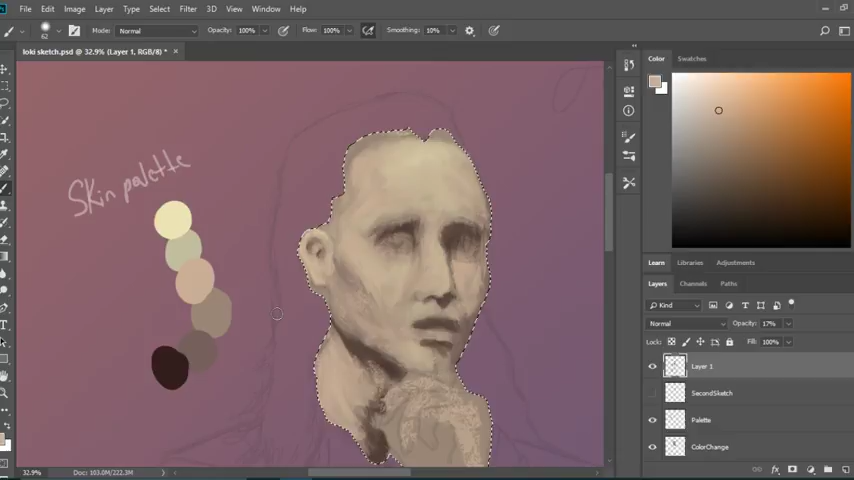 File Edit Image Layer Type Select Filter 3D View Window Help
62 Mode: Normal Opacity: 100% Flow: 100% Smoothing: 10%
loki sketch.psd @ 32.9% (Layer 1, RGB/8) * ×
Color Swatches
Skin palette
Learn Libraries Adjustments
Layers Channels Paths
Kind
Normal Opacity: 17%
Lock: Fill: 100%
Layer 1
SecondSketch
Palette
ColorChange
32.9% Doc: 103.0M/222.3M